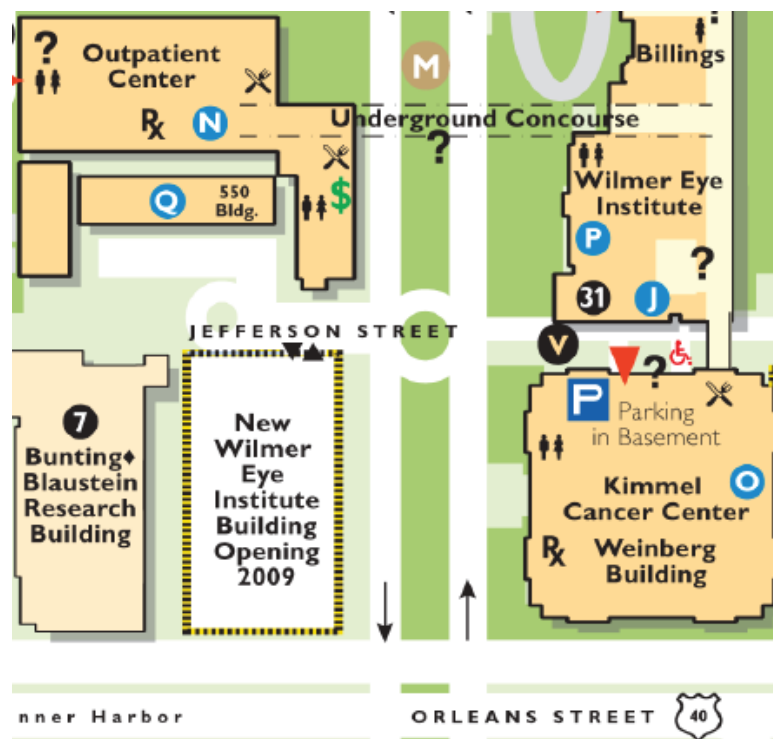 ?
Outpatient
Center
Rx
N
M
Billings
?
Underground Concourse
?
Q
550
Bldg.
$
Wilmer Eye
Institute
P
?
31
J
JEFFERSON STREET
V
?
P
Parking
in Basement
7
Bunting♦
Blaustein
Research
Building
New
Wilmer
Eye
Institute
Building
Opening
2009
Kimmel
Cancer Center
O
Rx
Weinberg
Building
nner Harbor
ORLEANS STREET
40